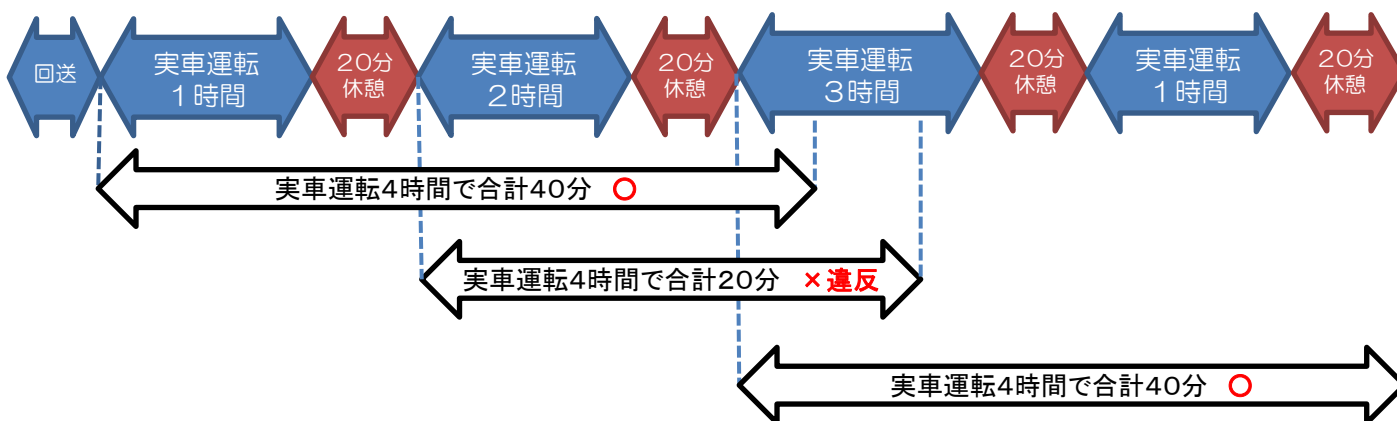 回送
実車運転
１時間
２０分
休憩
実車運転
２時間
２０分
休憩
実車運転
３時間
２０分
休憩
実車運転
１時間
２０分
休憩
実車運転4時間で合計40分 ○
実車運転4時間で合計20分 ×違反
実車運転4時間で合計40分 ○